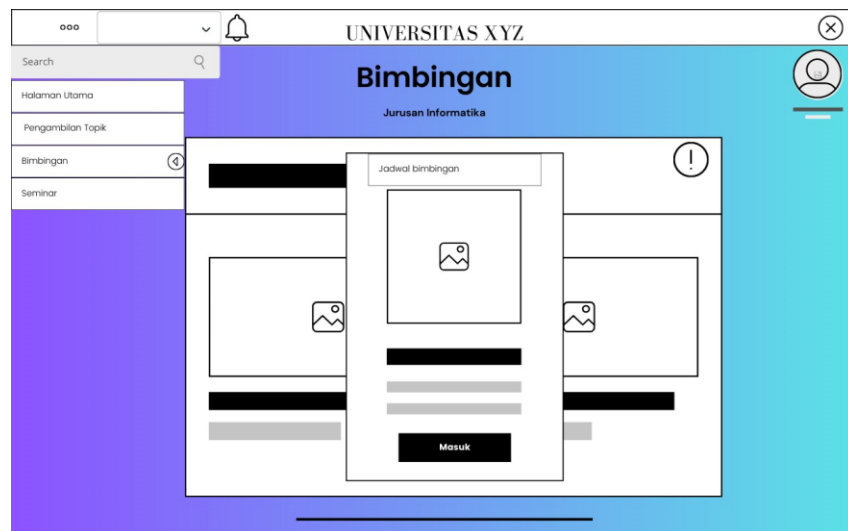 UNIVERSITAS XYZ
Search
Bimbingan
Jurusan Informatika
Halaman Utama
Pengambilan Topik
Bimbingan
Seminar
Jadwal bimbingan
Masuk